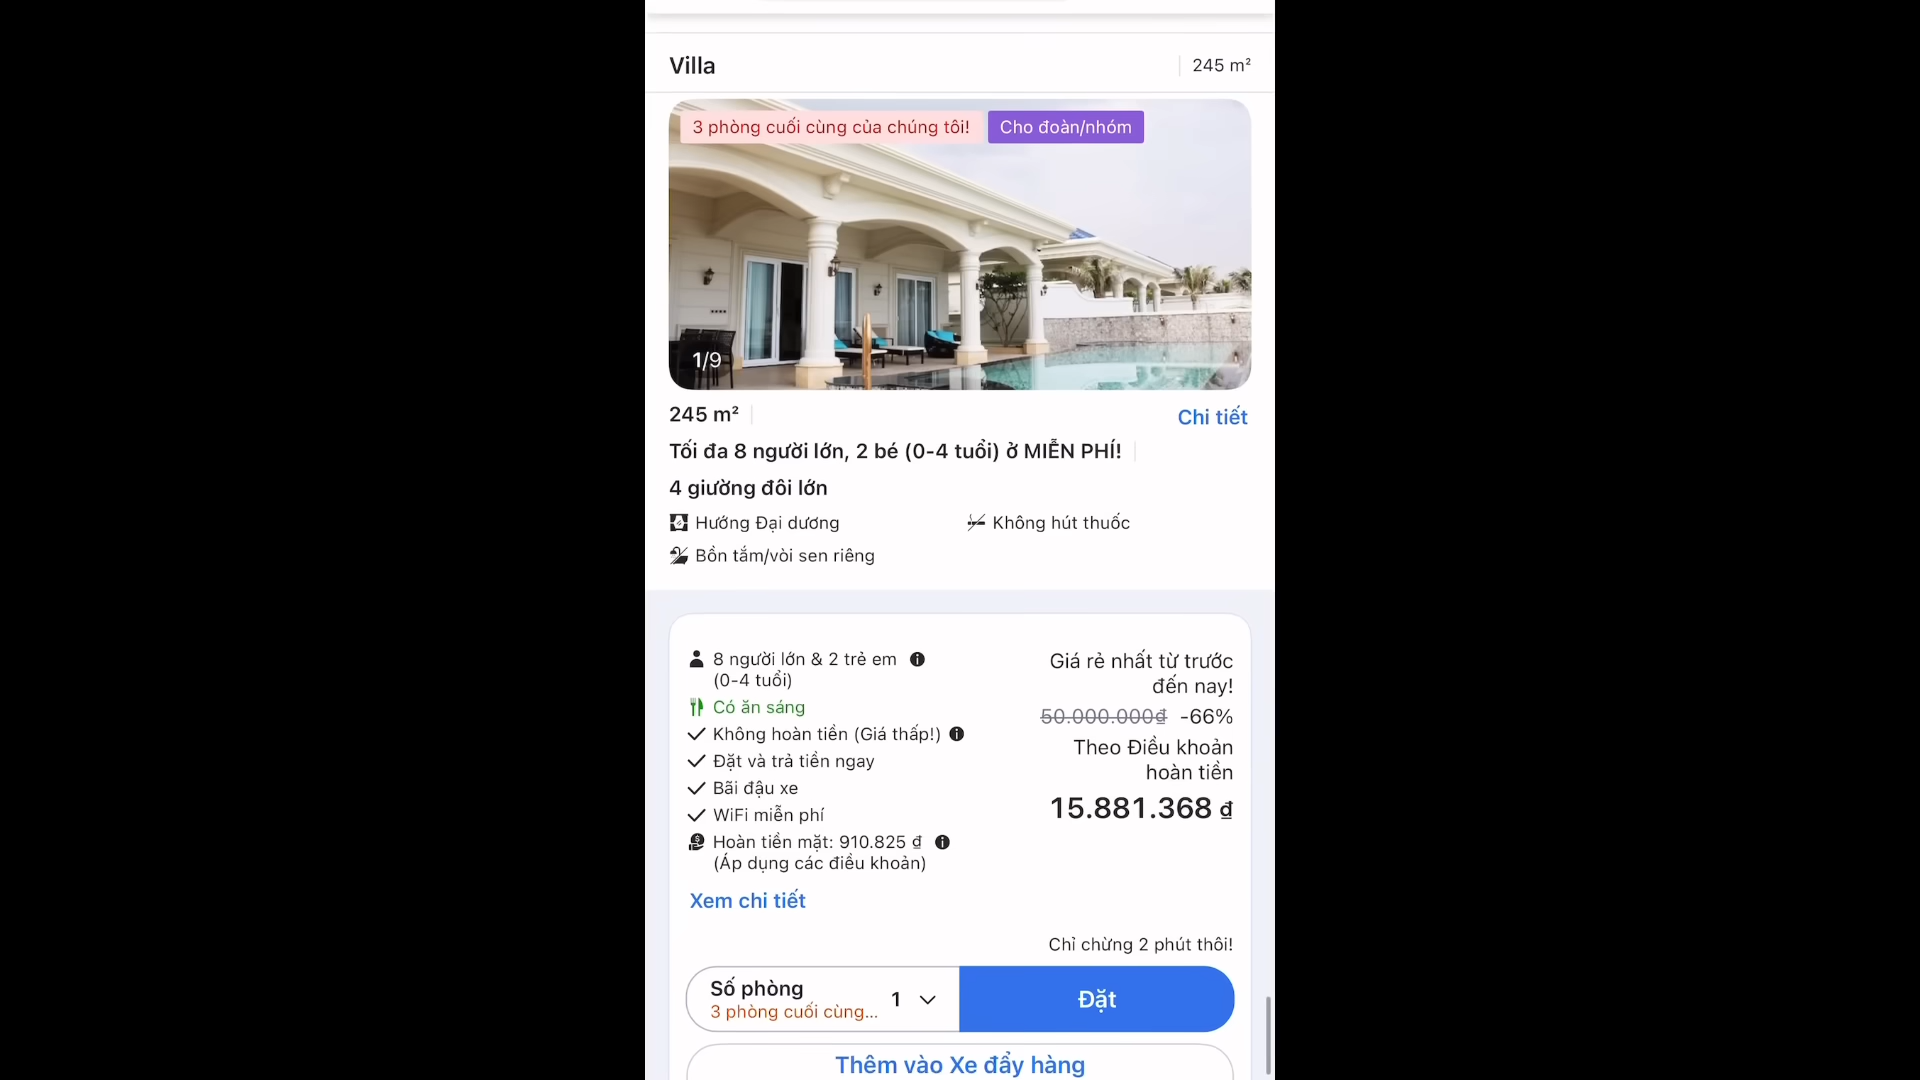 Villa
245 m²
3 phòng cuối cùng của chúng tôi!
Cho đoàn/nhóm
1/9
245 m²
Chi tiết
Tối đa 8 người lớn, 2 bé (0-4 tuổi) ở MIỄN PHÍ!
4 giường đôi lớn
Hướng Đại dương
Không hút thuốc
Bồn tắm/vòi sen riêng
8 người lớn & 2 trẻ em
(0-4 tuổi)
Có ăn sáng
Không hoàn tiền (Giá thấp!)
Đặt và trả tiền ngay
Bãi đậu xe
WiFi miễn phí
Hoàn tiền mặt: 910.825 ₫
(Áp dụng các điều khoản)
Xem chi tiết
Giá rẻ nhất từ trước
đến nay!
50.000.000₫ -66%
Theo Điều khoản
hoàn tiền
15.881.368 ₫
Chỉ chừng 2 phút thôi!
Số phòng
3 phòng cuối cùng...
1
Đặt
Thêm vào Xe đẩy hàng